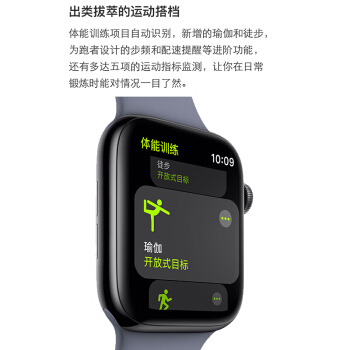 出类拔萃的运动搭档
体能训练项目自动识别，新增的瑜伽和徒步，
为跑者设计的步频和配速提醒等进阶功能，
还有多达五项的运动指标监测，让你在日常
锻炼时能对情况一目了然。
体能训练
10:09
徒步
开放式目标
瑜伽
开放式目标